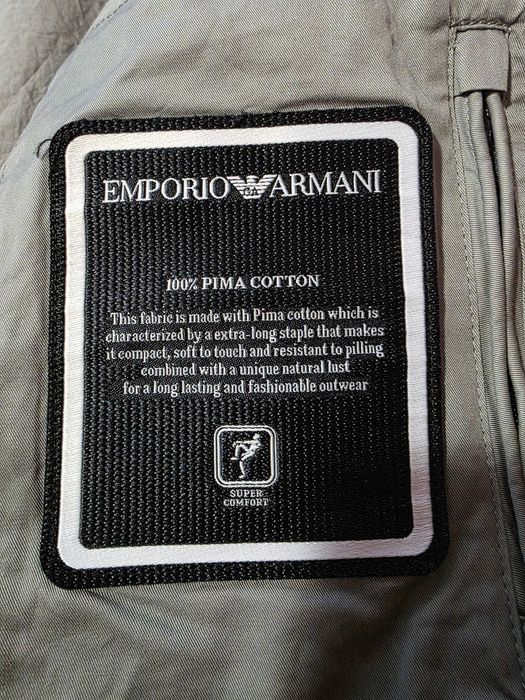 EMPORIO ARMANI
100% PIMA COTTON
This fabric is made with Pima cotton which is
characterized by a extra-long staple that makes
it compact, soft to touch and resistant to pilling
combined with a unique natural lust
for a long lasting and fashionable outwear
SUPER
COMFORT